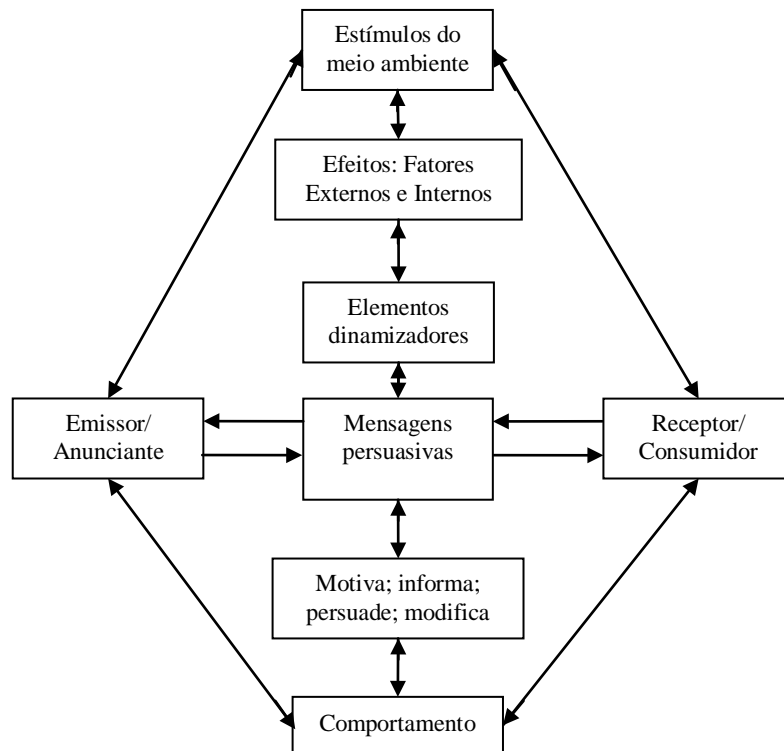 Estímulos do
meio ambiente
Efeitos: Fatores
Externos e Internos
Elementos
dinamizadores
Emissor/
Anunciante
Mensagens
persuasivas
Receptor/
Consumidor
Motiva; informa;
persuade; modifica
Comportamento